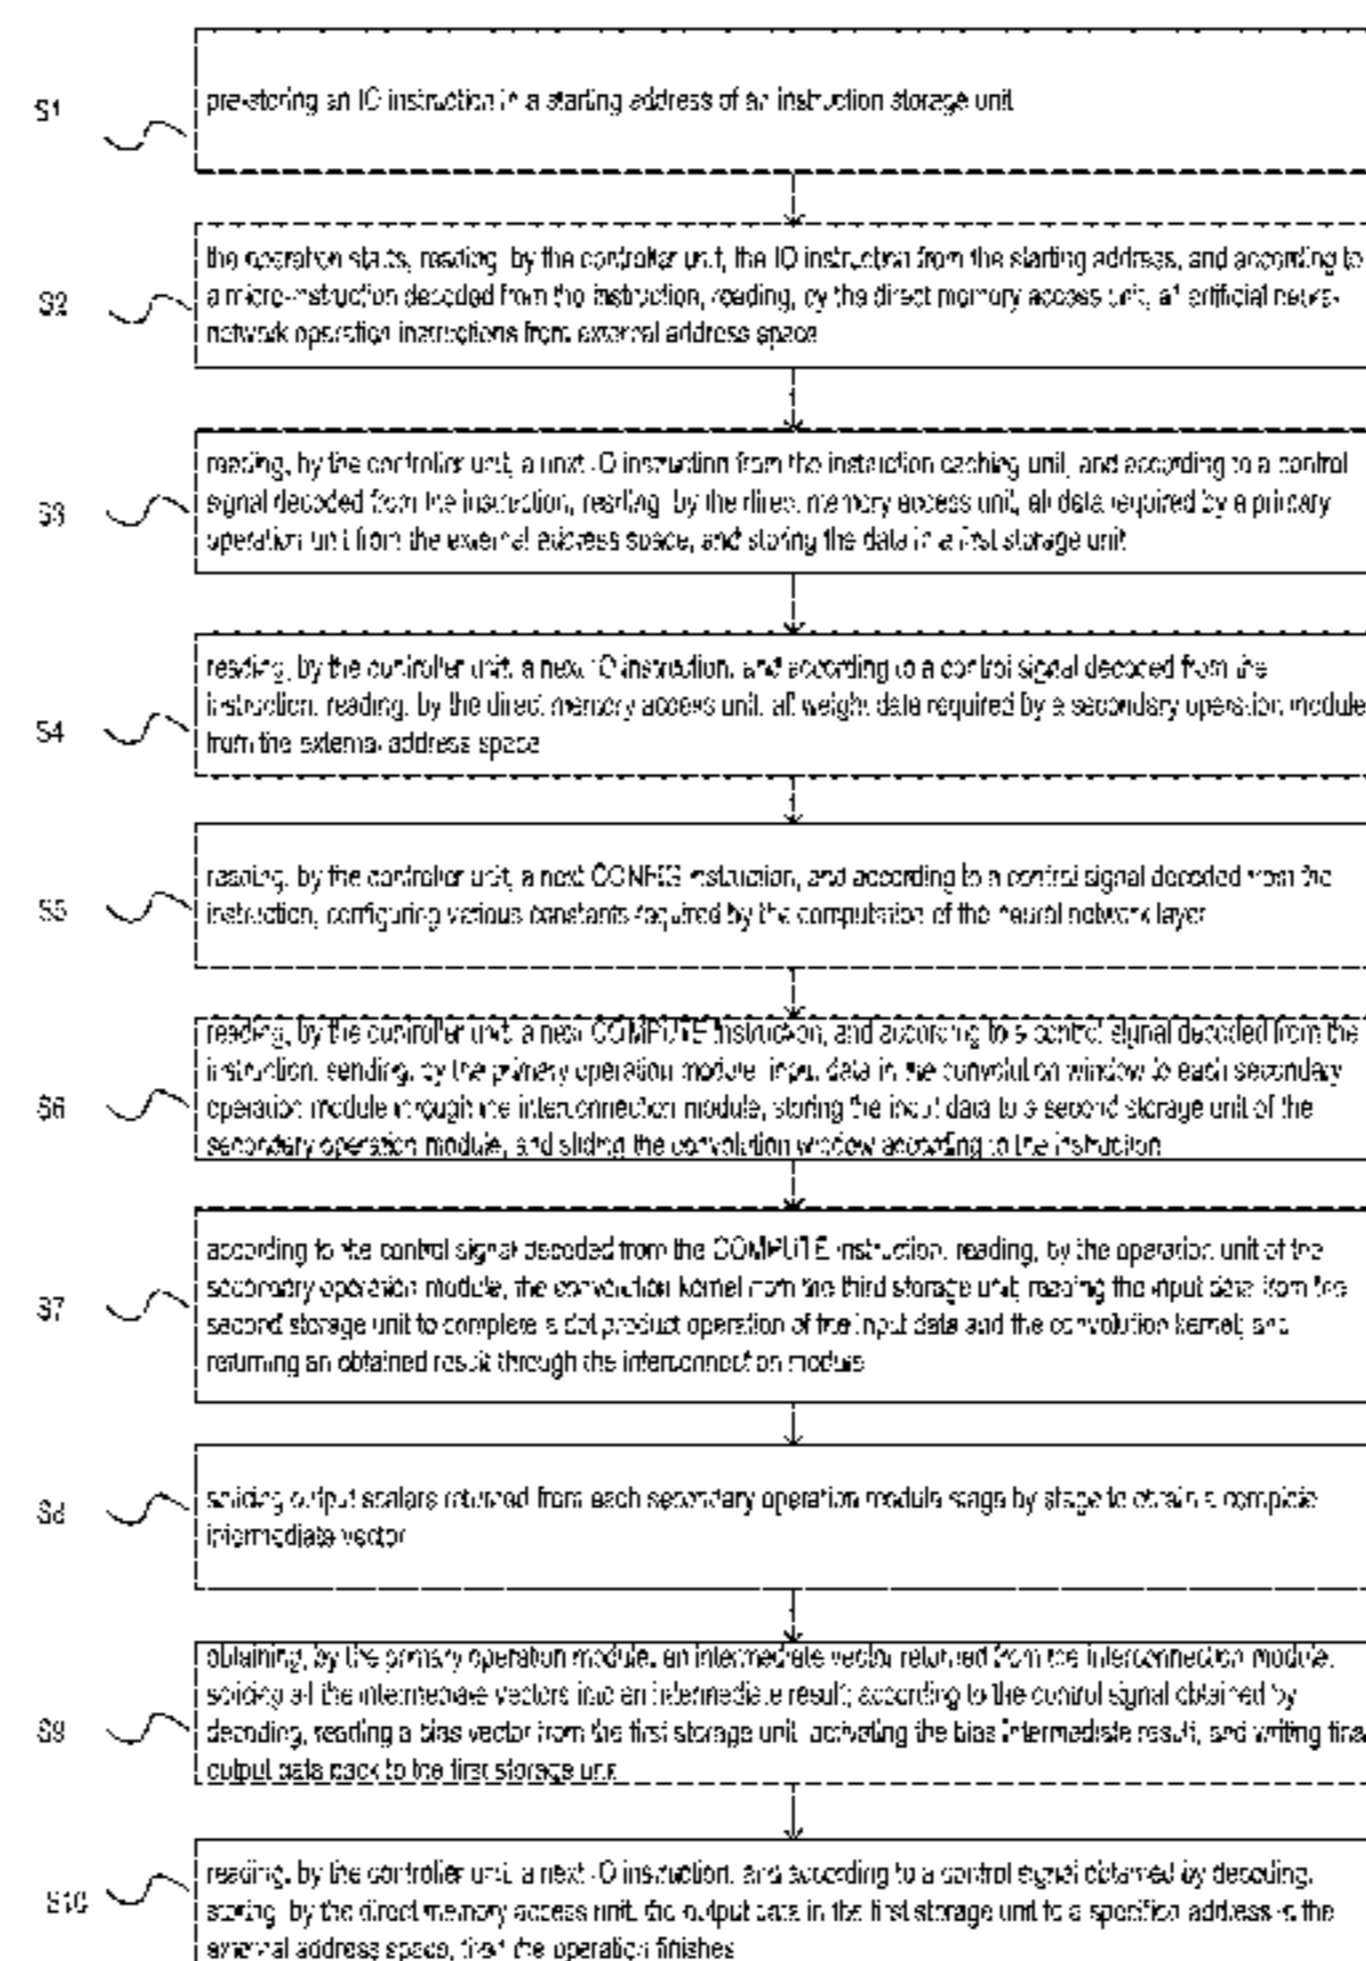 S1
pre-storing an IO instruction in a starting address of an instruction storage unit
S2
the operation starts, reading, by the controller unit, the IO instruction from the starting address, and according to
a micro-instruction decoded from the instruction, reading, by the direct memory access unit, all artificial neural
network operation instructions from external address space
S3
reading, by the controller unit, a next IO instruction from the instruction caching unit, and according to a control
signal decoded from the instruction, reading, by the direct memory access unit, all data required by a primary
operation unit from the external address space, and storing the data in a first storage unit
S4
reading, by the controller unit, a next IO instruction, and according to a control signal decoded from the
instruction, reading, by the direct memory access unit, all weight data required by a secondary operation module
from the external address space
S5
reading, by the controller unit, a next CONFIG instruction, and according to a control signal decoded from the
instruction, configuring various constants required by the computation of the neural network layer
S6
reading, by the controller unit, a next COMPUTE instruction, and according to a control signal decoded from the
instruction, sending, by the primary operation module, input data in the convolution window to each secondary
operation module through the interconnection module, storing the input data to a second storage unit of the
secondary operation module, and sliding the convolution window according to the instruction
S7
according to the control signal decoded from the COMPUTE instruction, reading, by the operation unit of the
secondary operation module, the convolution kernel from the third storage unit, reading the input data from the
second storage unit to complete a dot product operation of the input data and the convolution kernel; and
returning an obtained result through the interconnection module
S8
splicing output scalars returned from each secondary operation module stage by stage to obtain a complete
intermediate vector
S9
obtaining, by the primary operation module, an intermediate vector returned from the interconnection module,
splicing all the intermediate vectors into an intermediate result; according to the control signal obtained by
decoding, reading a bias vector from the first storage unit, activating the bias intermediate result, and writing final
output data back to the first storage unit
S10
reading, by the controller unit, a next IO instruction, and according to a control signal obtained by decoding,
storing, by the direct memory access unit, the output data in the first storage unit to a specified address in the
external address space, then the operation finishes